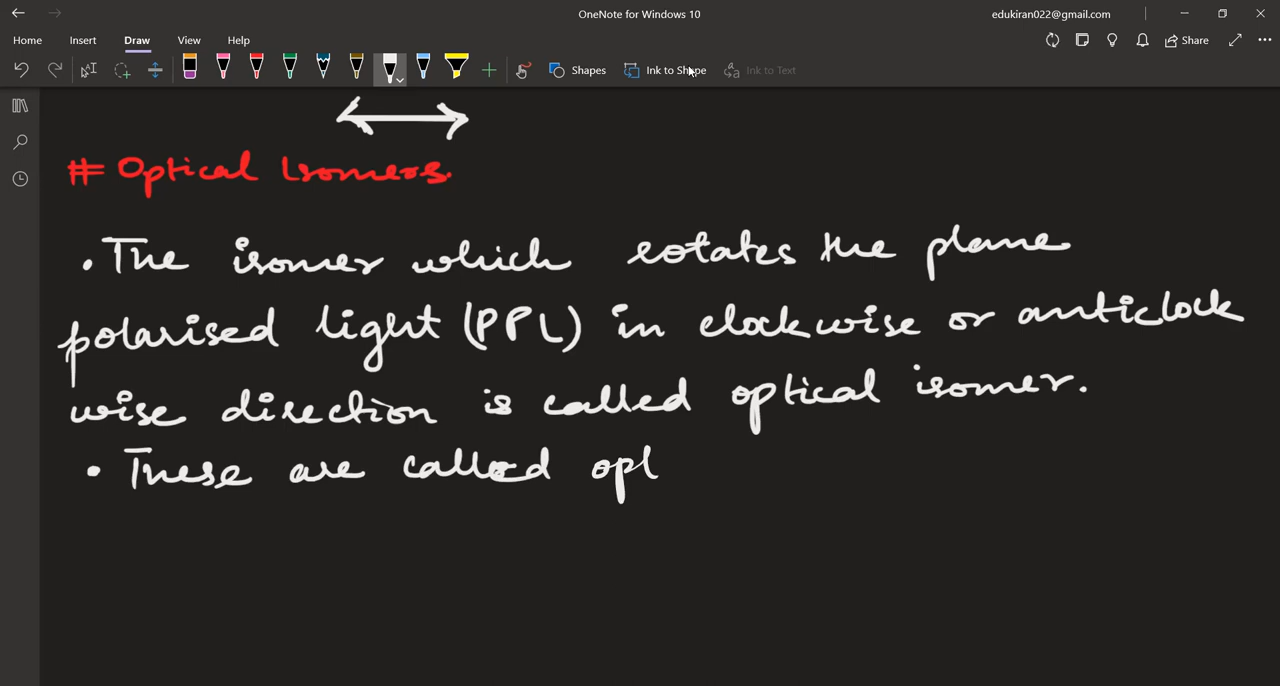 OneNote for Windows 10
edukiran022@gmail.com
Home Insert Draw View Help
Share
Shapes Ink to Shape Ink to Text
# Optical Isomers.
• The isomer which rotates the plane
polarised light (PPL) in clockwise or anticlock
wise direction is called optical isomer.
• These are called opl